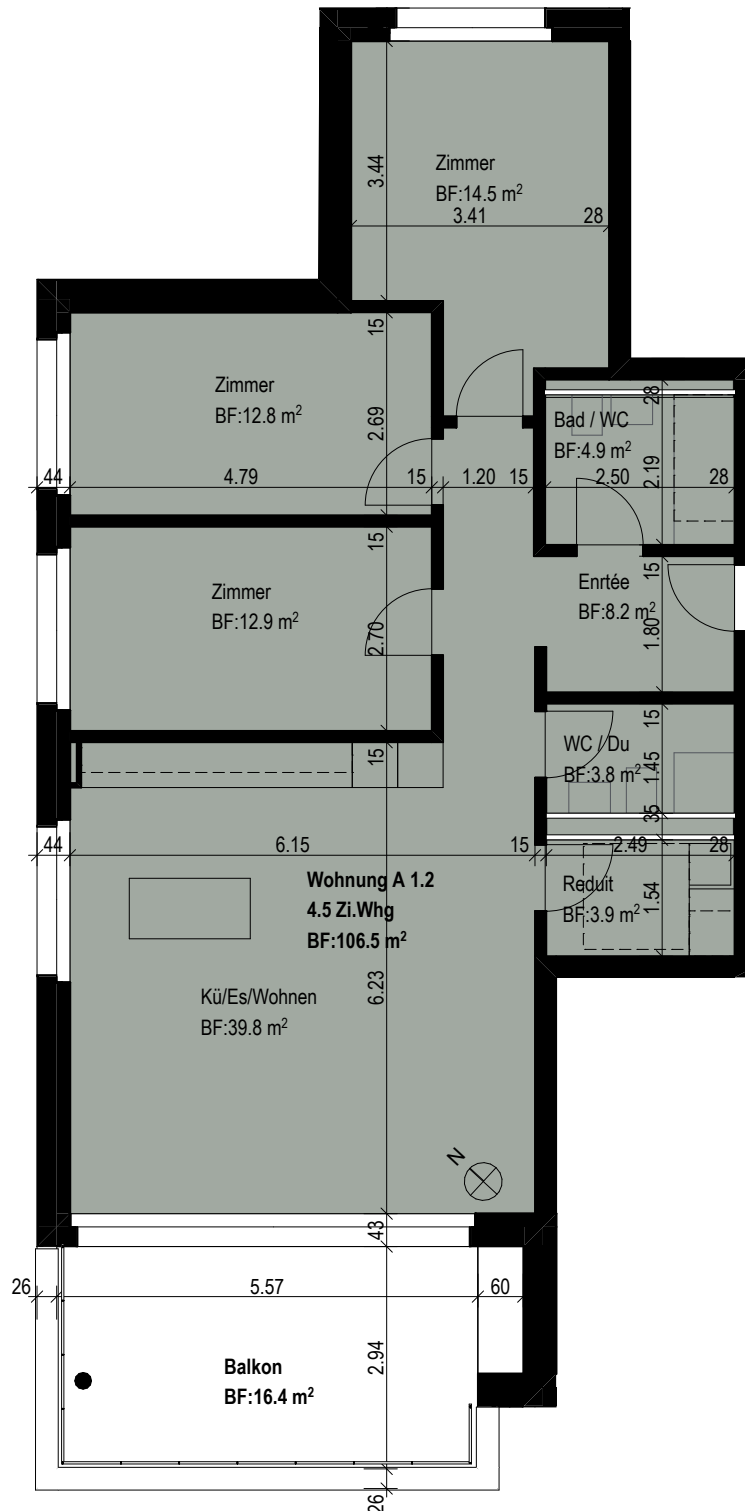 3.44
Zimmer
BF:14.5 m²
3.41 28
15
28
Zimmer
BF:12.8 m²
2.69
Bad / WC
BF:4.9 m²
2.19
44 4.79 15 1.20 15 2.50 28
15
15
Zimmer
BF:12.9 m²
2.70
Enrtée
BF:8.2 m²
1.80
15
15
WC / Du
BF:3.8 m²
1.45
35
44 6.15 15 2.49 28
Wohnung A 1.2
4.5 Zi.Whg
BF:106.5 m²
Reduit
BF:3.9 m²
1.54
6.23
Kü/Es/Wohnen
BF:39.8 m²
N
43
26 5.57 60
2.94
Balkon
BF:16.4 m²
26